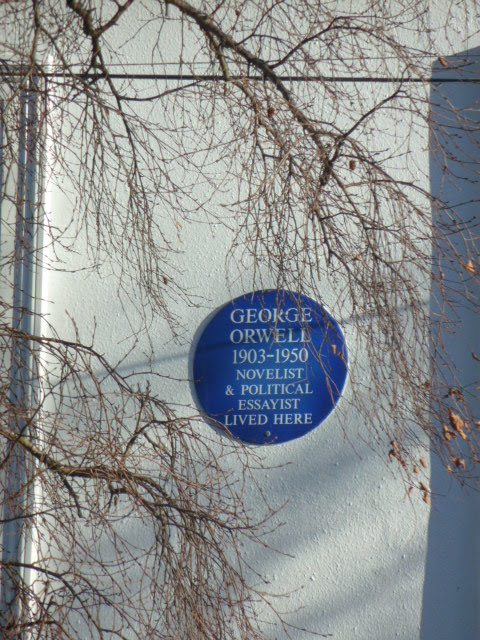 GEORGE
ORWELL
1903-1950
NOVELIST
& POLITICAL
ESSAYIST
LIVED HERE